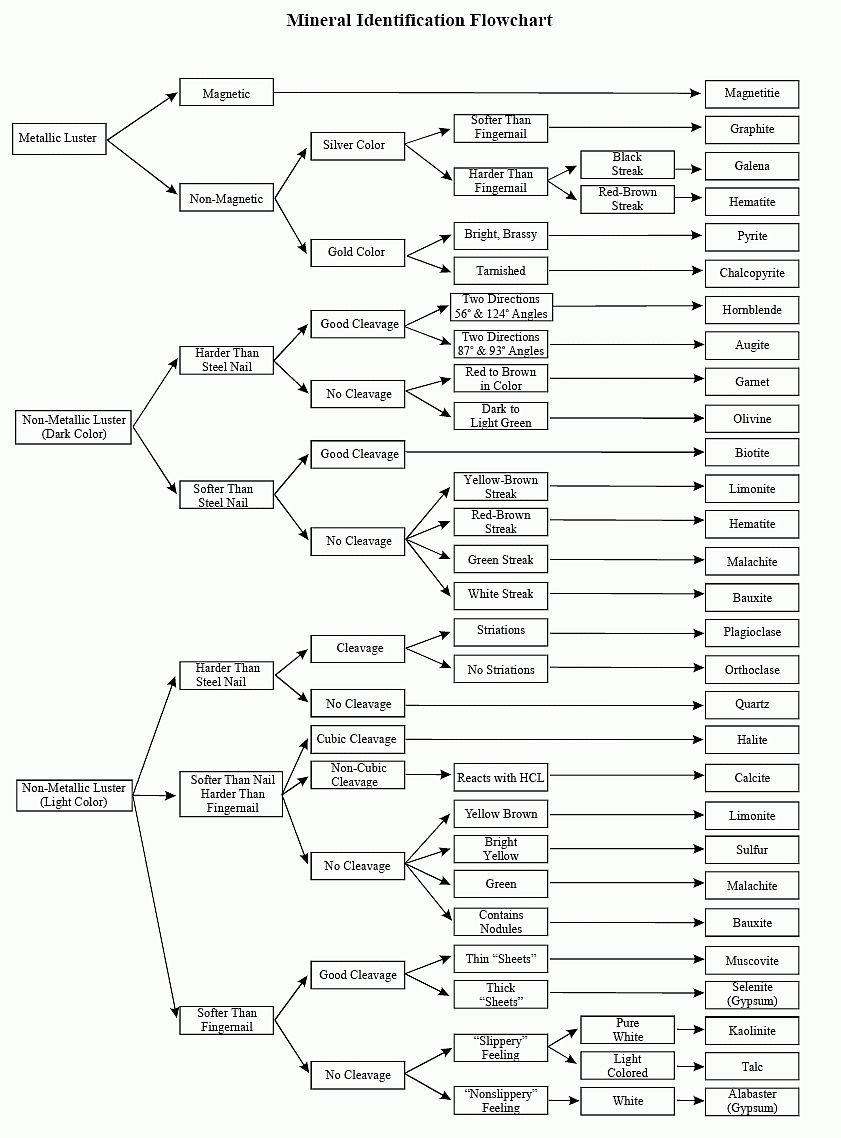 Mineral Identification Flowchart
Metallic Luster
Magnetic
Magnetitie
Non-Magnetic
Silver Color
Softer Than
Fingernail
Graphite
Harder Than
Fingernail
Black
Streak
Galena
Red-Brown
Streak
Hematite
Gold Color
Bright, Brassy
Pyrite
Tarnished
Chalcopyrite
Non-Metallic Luster
(Dark Color)
Harder Than
Steel Nail
Good Cleavage
Two Directions
56° & 124° Angles
Hornblende
Two Directions
87° & 93° Angles
Augite
No Cleavage
Red to Brown
in Color
Garnet
Dark to
Light Green
Olivine
Softer Than
Steel Nail
Good Cleavage
Biotite
No Cleavage
Yellow-Brown
Streak
Limonite
Red-Brown
Streak
Hematite
Green Streak
Malachite
White Streak
Bauxite
Non-Metallic Luster
(Light Color)
Harder Than
Steel Nail
Cleavage
Striations
Plagioclase
No Striations
Orthoclase
No Cleavage
Quartz
Softer Than Nail
Harder Than
Fingernail
Cubic Cleavage
Halite
Non-Cubic
Cleavage
Reacts with HCL
Calcite
No Cleavage
Yellow Brown
Limonite
Bright
Yellow
Sulfur
Green
Malachite
Contains
Nodules
Bauxite
Softer Than
Fingernail
Good Cleavage
Thin “Sheets”
Muscovite
Thick
“Sheets”
Selenite
(Gypsum)
No Cleavage
“Slippery”
Feeling
Pure
White
Kaolinite
Light
Colored
Talc
“Nonslippery”
Feeling
White
Alabaster
(Gypsum)